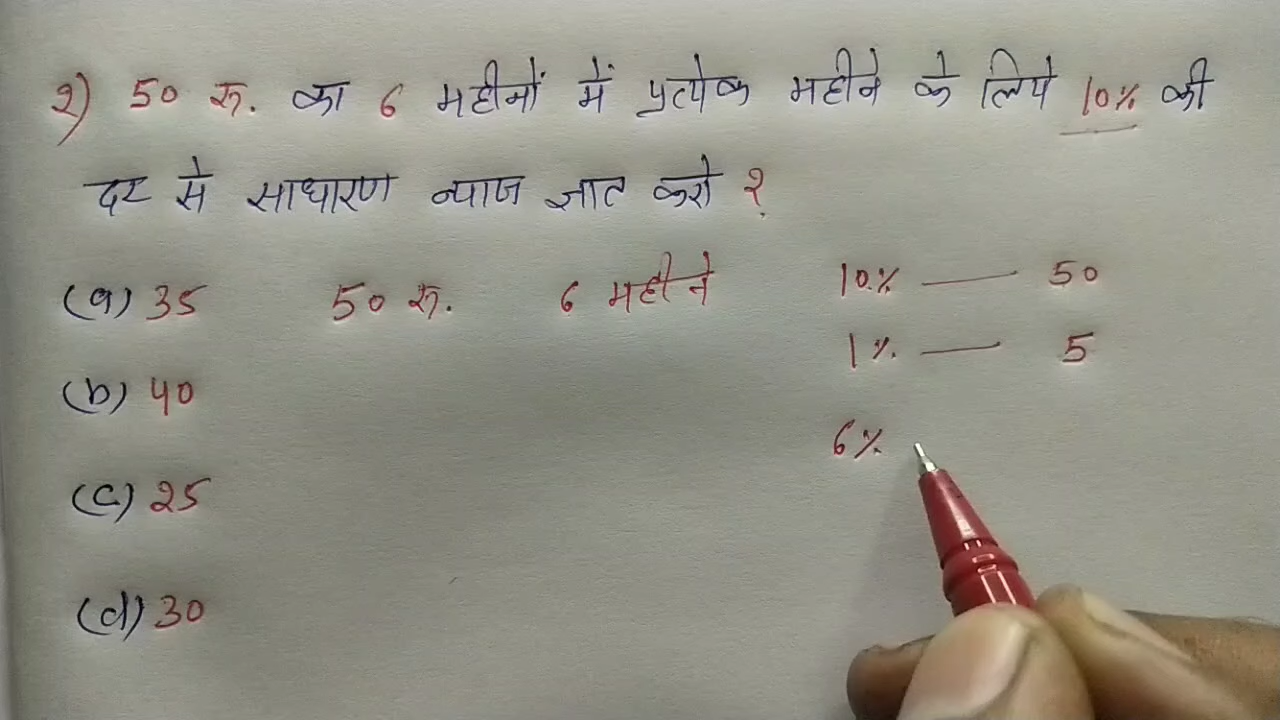 २) 50 रु. का 6 महीनों में प्रत्येक महीने के लिये 10% की
दर से साधारण ब्याज ज्ञात करो ?
(a) 35 50 रु. 6 महीने 10% — 50
1% — 5
(b) 40
6%
(c) 25
(d) 30